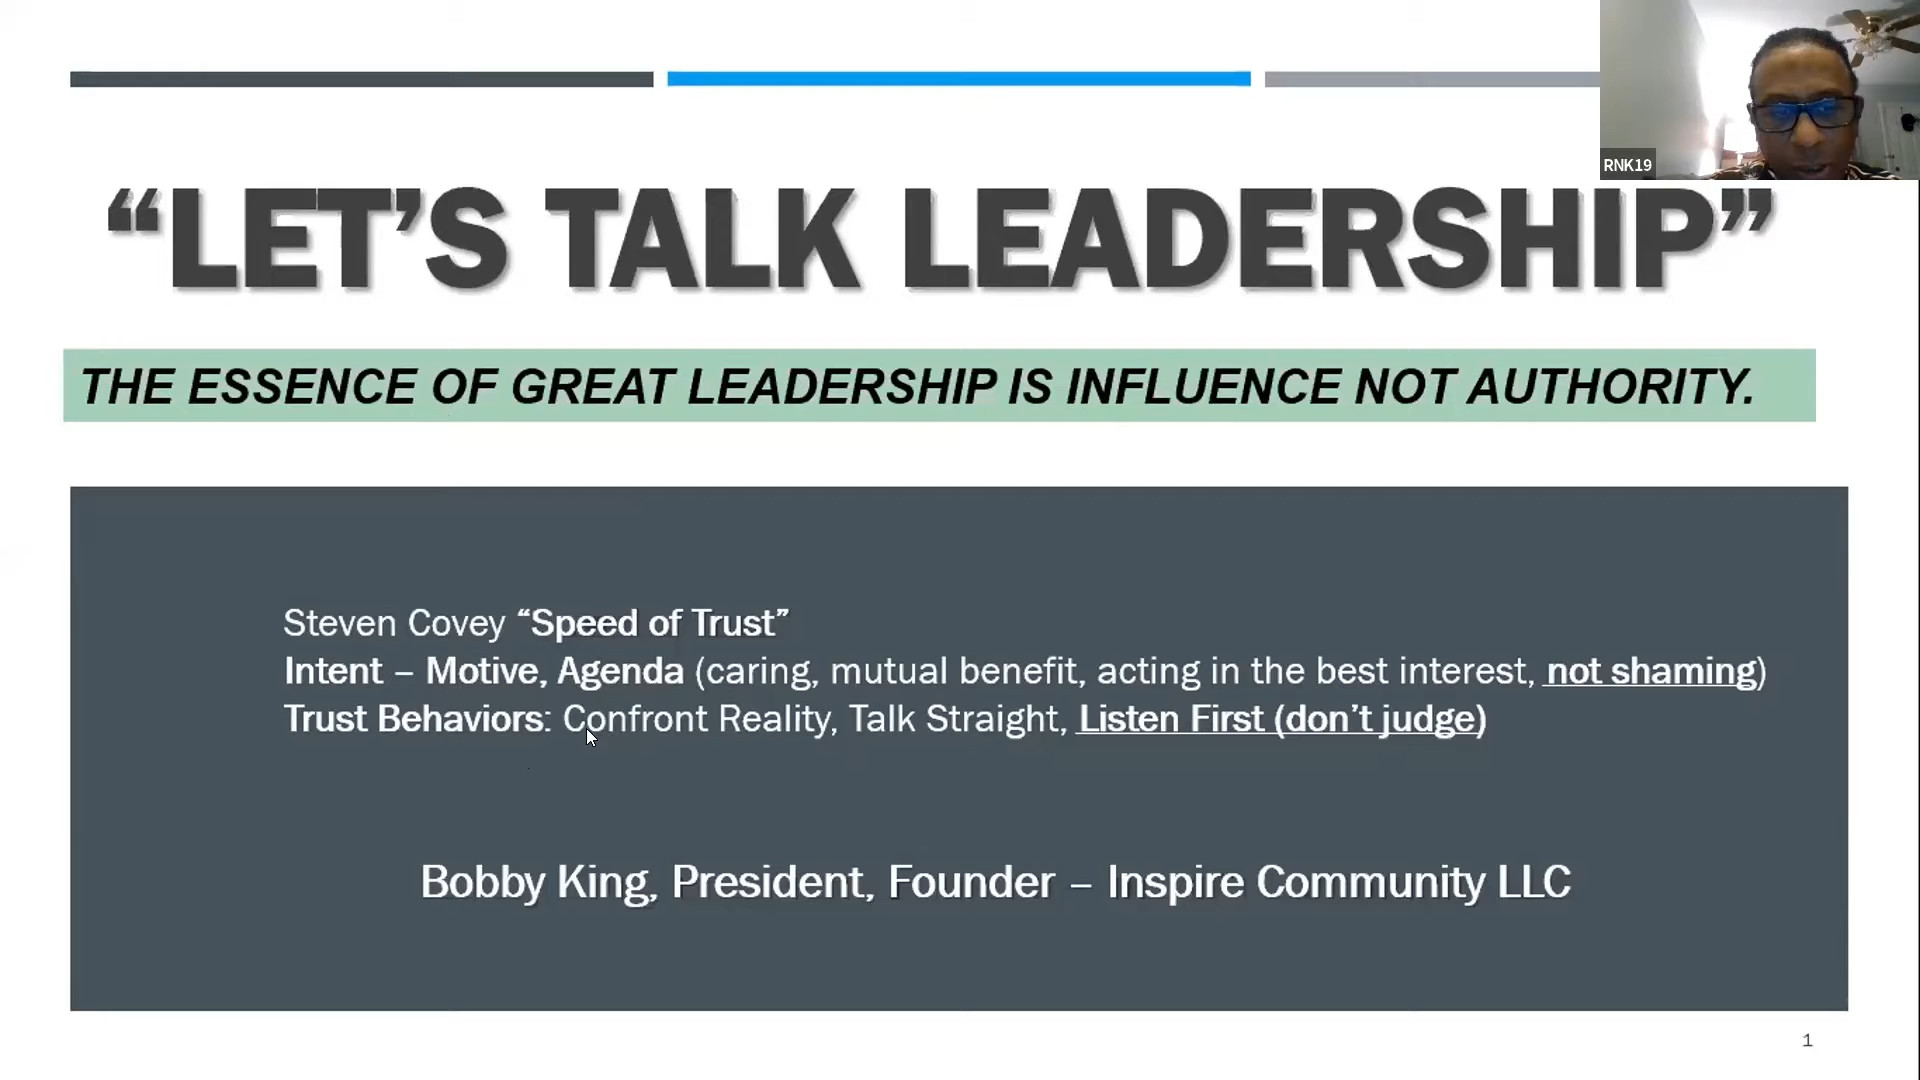 RNK19
“LET’S TALK LEADERSHIP”
THE ESSENCE OF GREAT LEADERSHIP IS INFLUENCE NOT AUTHORITY.
Steven Covey “Speed of Trust”
Intent – Motive, Agenda (caring, mutual benefit, acting in the best interest, not shaming)
Trust Behaviors: Confront Reality, Talk Straight, Listen First (don’t judge)
Bobby King, President, Founder – Inspire Community LLC
1